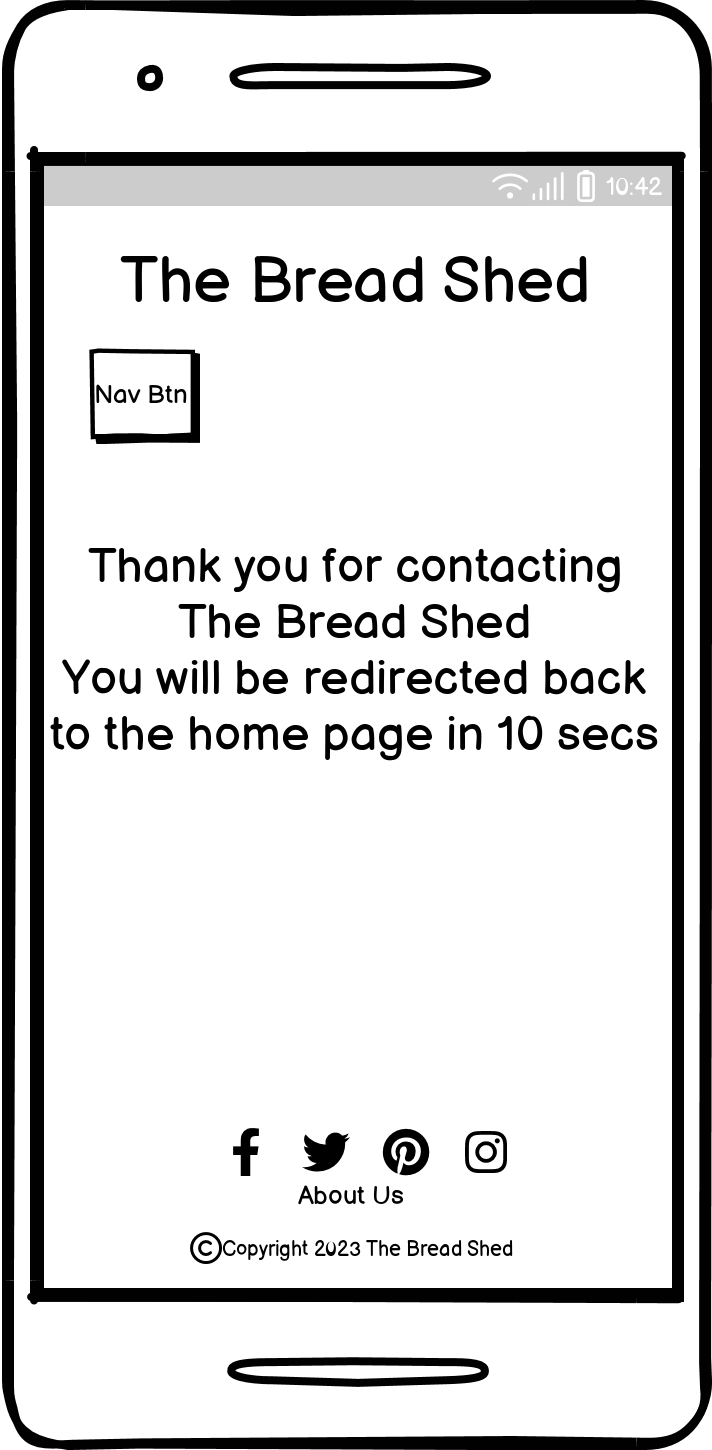 10:42
The Bread Shed
Nav Btn
Thank you for contacting
The Bread Shed
You will be redirected back
to the home page in 10 secs
About Us
©Copyright 2023 The Bread Shed